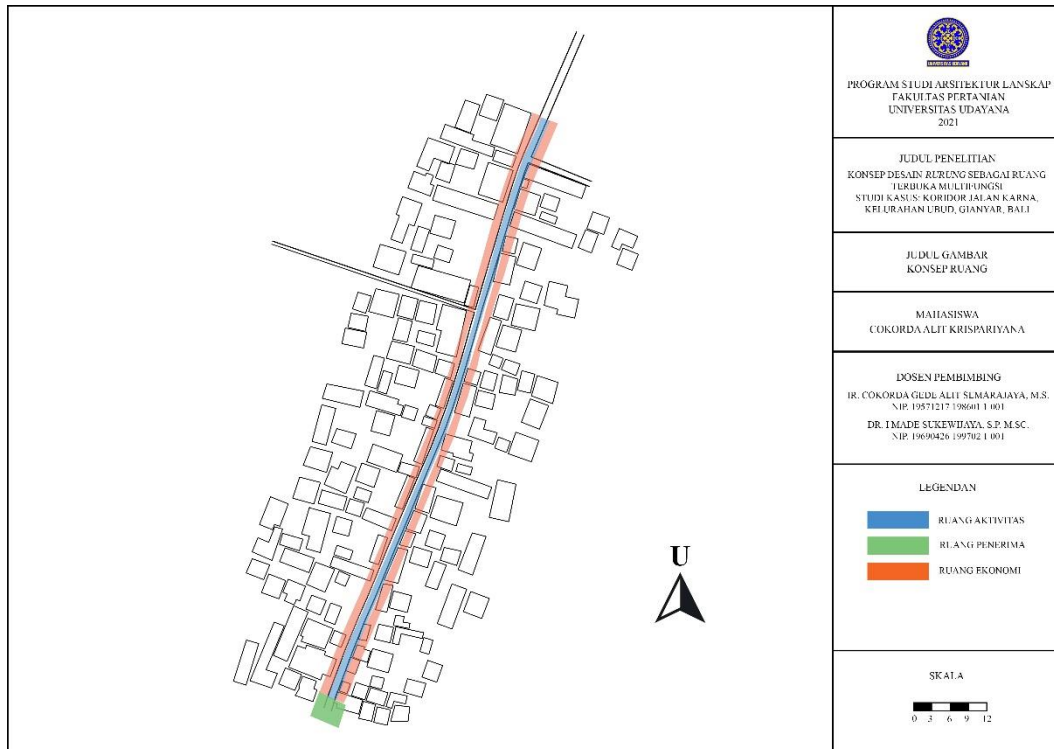 UNIVERSITAS UDAYANA
PROGRAM STUDI ARSITEKTUR LANSKAP
FAKULTAS PERTANIAN
UNIVERSITAS UDAYANA
2021
JUDUL PENELITIAN
KONSEP DESAIN RURUNG SEBAGAI RUANG
TERBUKA MULTIFUNGSI
STUDI KASUS: KORIDOR JALAN KARNA,
KELURAHAN UBUD, GIANYAR, BALI
JUDUL GAMBAR
KONSEP RUANG
MAHASISWA
COKORDA ALIT KRISPARIYANA
DOSEN PEMBIMBING
IR. COKORDA GEDE ALIT SEMARAJAYA, M.S.
NIP. 19571217 198601 1 001
DR. I MADE SUKEWIJAYA, S.P. M.SC.
NIP. 19690426 199702 1 001
LEGENDAN
RUANG AKTIVITAS
RUANG PENERIMA
RUANG EKONOMI
U
SKALA
0 3 6 9 12